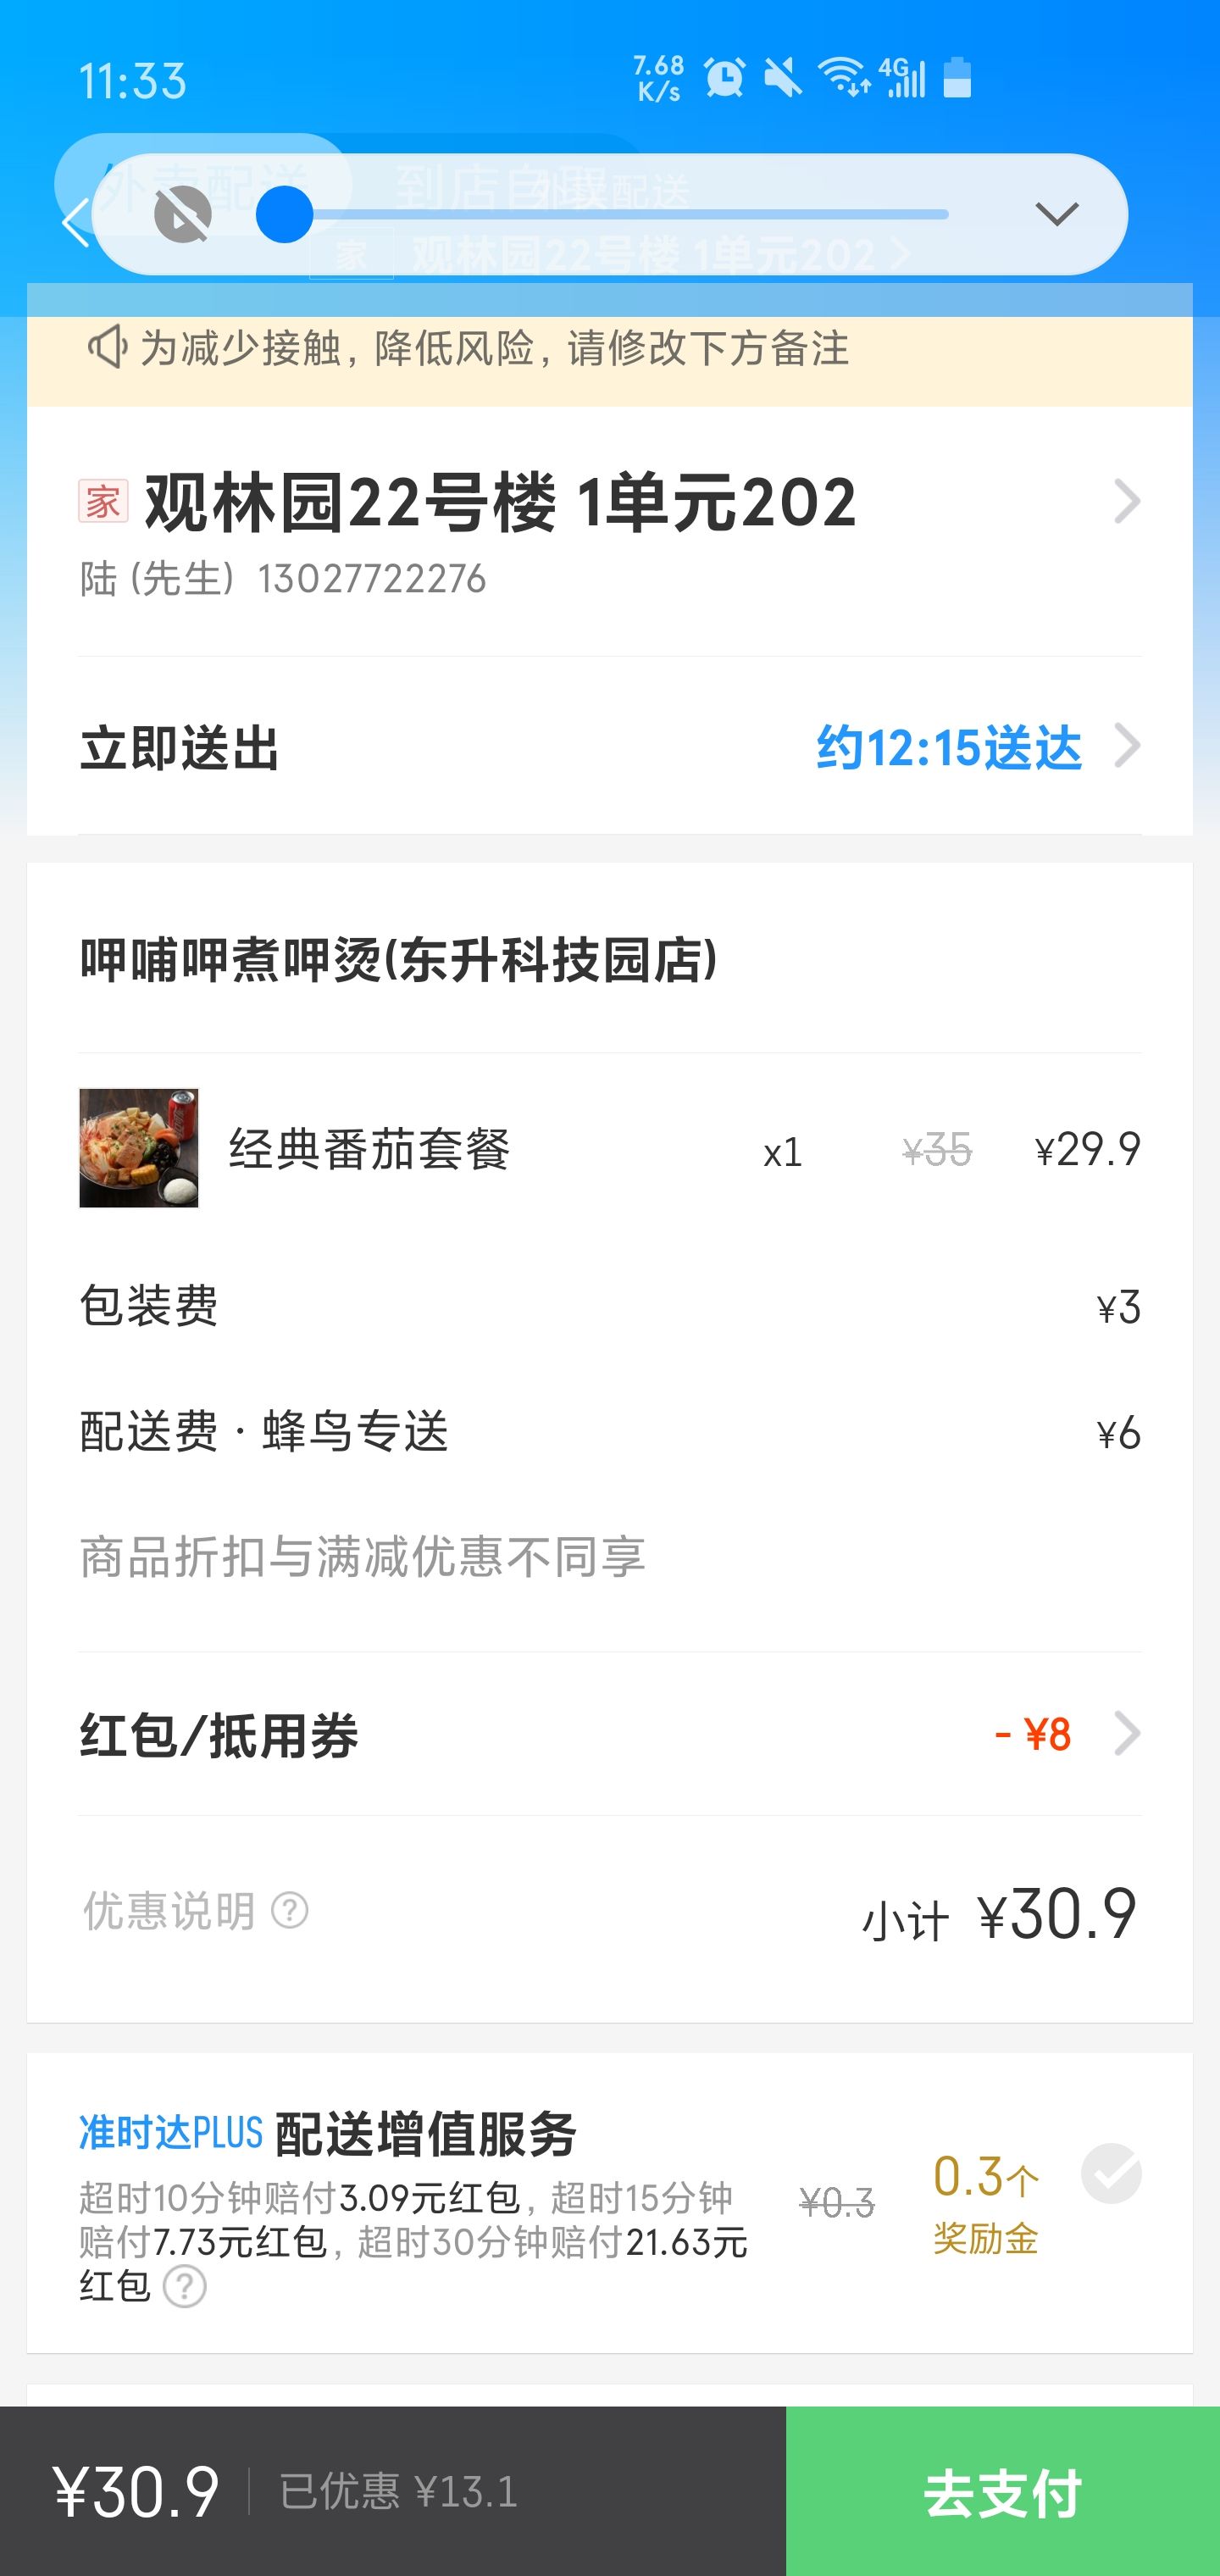 11:33
7.68
K/s
4G
外卖配送
到店自取
外卖配送
家 观林园22号楼 1单元202
为减少接触，降低风险，请修改下方备注
家 观林园22号楼 1单元202
陆 (先生) 13027722276
立即送出 约12:15送达
呷哺呷煮呷烫(东升科技园店)
经典番茄套餐 x1 ¥35 ¥29.9
包装费 ¥3
配送费 · 蜂鸟专送 ¥6
商品折扣与满减优惠不同享
红包/抵用券 - ¥8
优惠说明 ? 小计 ¥30.9
准时达PLUS 配送增值服务
超时10分钟赔付3.09元红包，超时15分钟
赔付7.73元红包，超时30分钟赔付21.63元
红包 ?
¥0.3 0.3个
奖励金
¥30.9 已优惠 ¥13.1 去支付